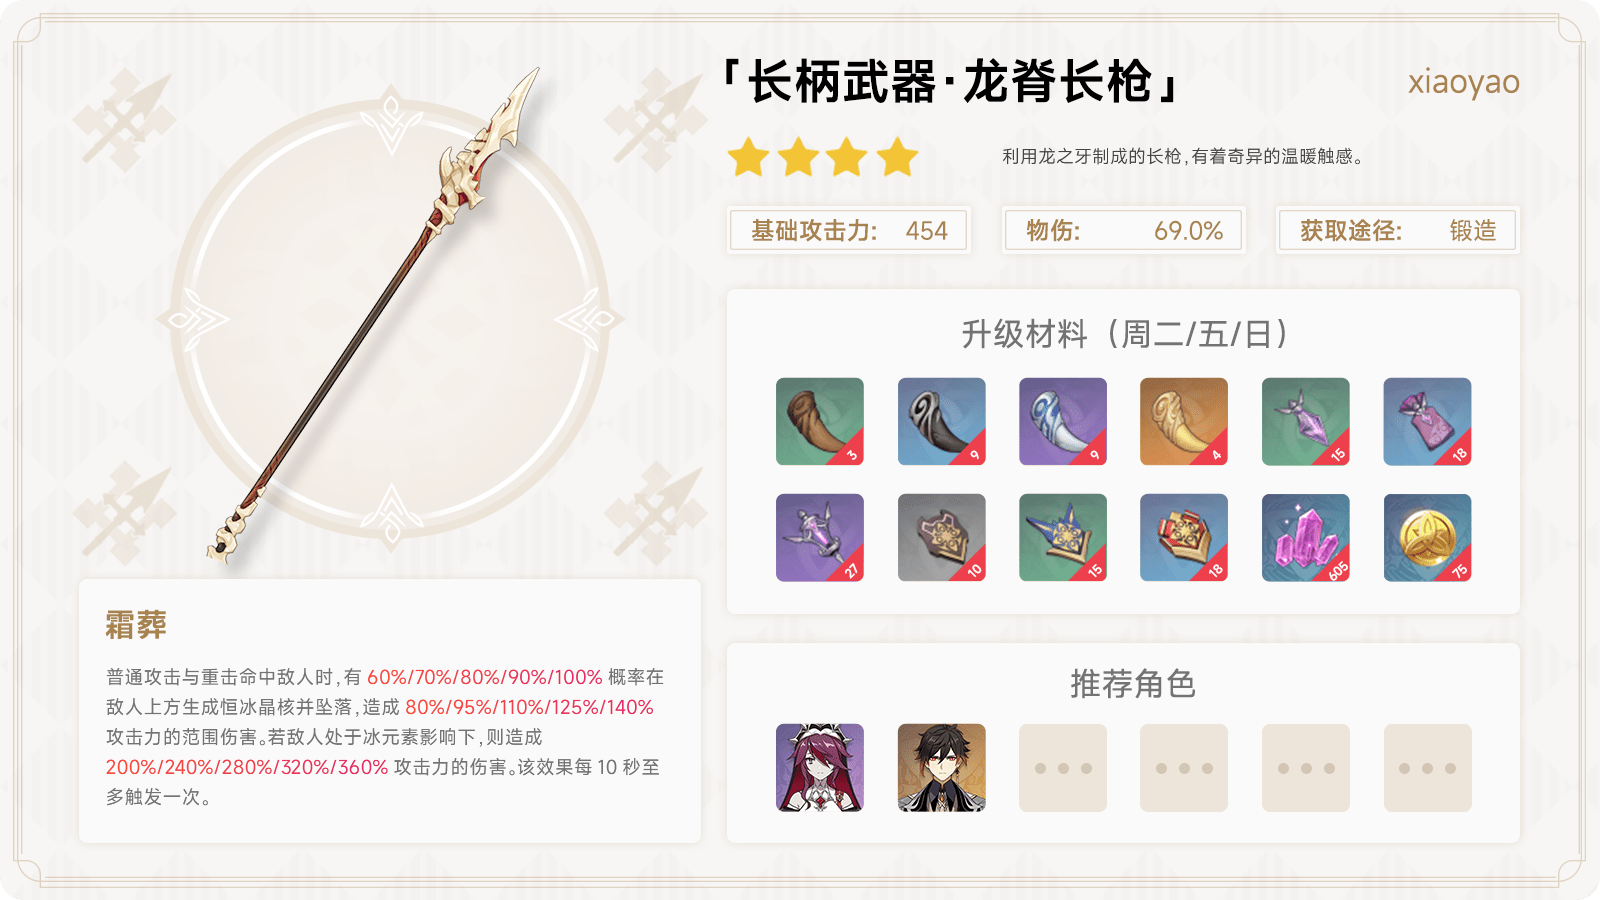 「长柄武器·龙脊长枪」
xiaoyao
利用龙之牙制成的长枪,有着奇异的温暖触感。
基础攻击力: 454
物伤: 69.0%
获取途径: 锻造
升级材料（周二/五/日）
3 9 9 4 15 18
27 10 15 18 605 75
霜葬
普通攻击与重击命中敌人时,有 60%/70%/80%/90%/100% 概率在
敌人上方生成恒冰晶核并坠落,造成 80%/95%/110%/125%/140%
攻击力的范围伤害。若敌人处于冰元素影响下,则造成
200%/240%/280%/320%/360% 攻击力的伤害。该效果每 10 秒至
多触发一次。
推荐角色